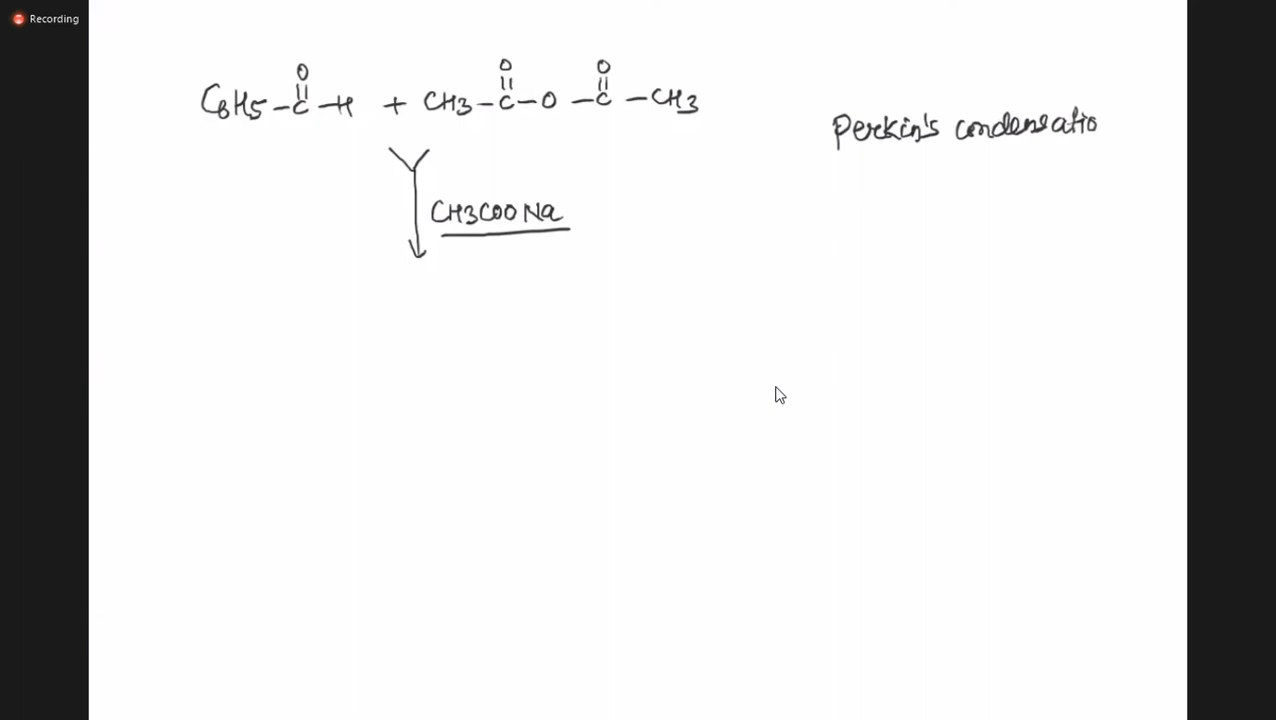 Recording
O O O
C6H5-C-H + CH3-C-O-C-CH3
Perkin's condensatio
CH3COONa